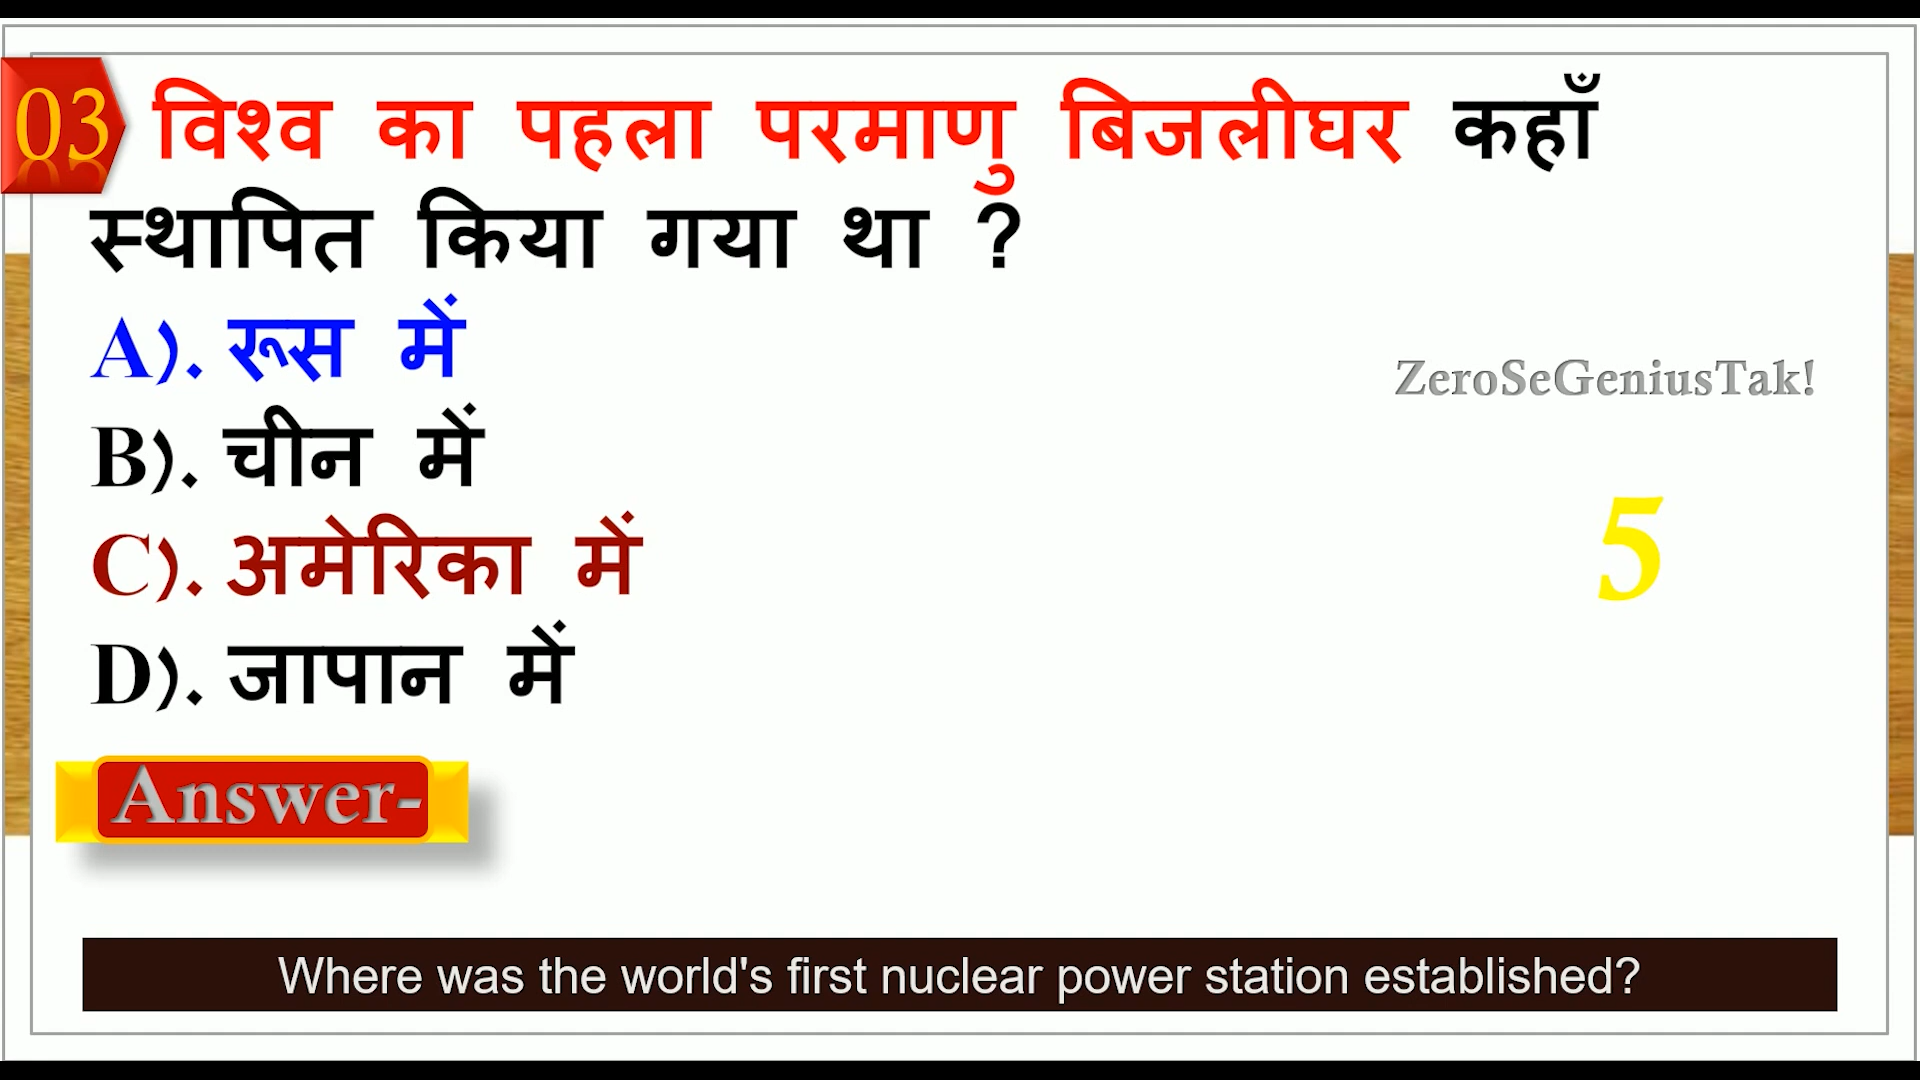 03 विश्व का पहला परमाणु बिजलीघर कहाँ
स्थापित किया गया था ?
A). रूस में
B). चीन में
C). अमेरिका में
D). जापान में
ZeroSeGeniusTak!
5
Answer-
Where was the world's first nuclear power station established?